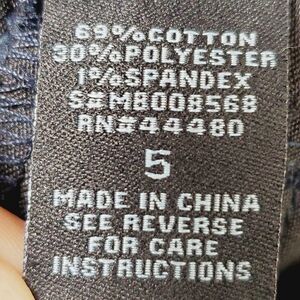 69%COTTON
30%POLYESTER
1%SPANDEX
S#M8008568
RN#44480
5
MADE IN CHINA
SEE REVERSE
FOR CARE
INSTRUCTIONS